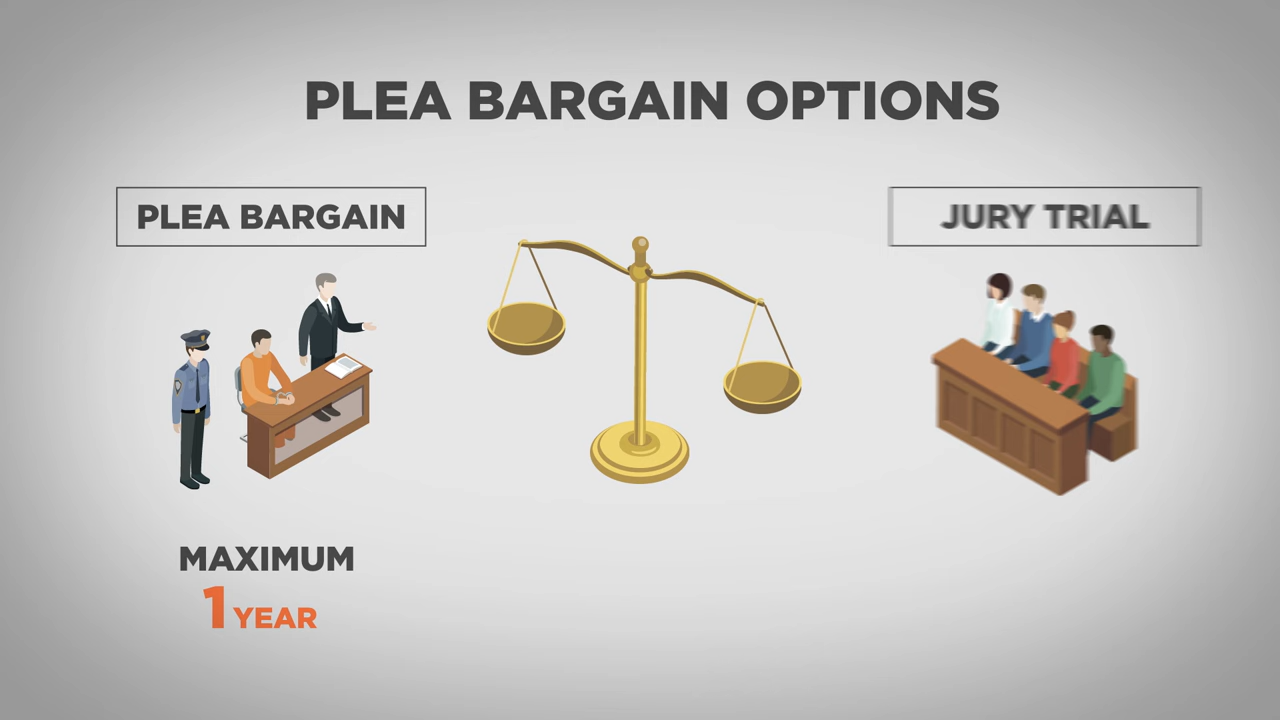 PLEA BARGAIN OPTIONS
PLEA BARGAIN
JURY TRIAL
MAXIMUM
1 YEAR